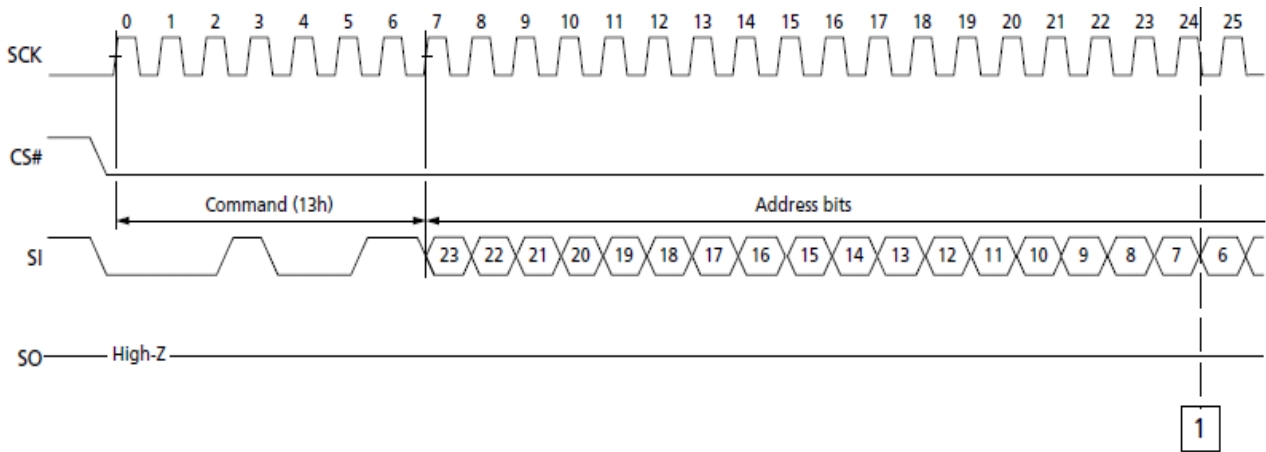 0 1 2 3 4 5 6 7 8 9 10 11 12 13 14 15 16 17 18 19 20 21 22 23 24 25
SCK
CS#
Command (13h) Address bits
SI 23 22 21 20 19 18 17 16 15 14 13 12 11 10 9 8 7 6
SO High-Z
1